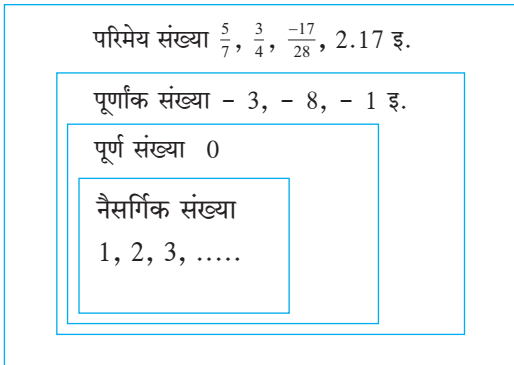 परिमेय संख्या 5/7, 3/4, -17/28, 2.17 इ.
पूर्णांक संख्या - 3, - 8, - 1 इ.
पूर्ण संख्या 0
नैसर्गिक संख्या
1, 2, 3, .....